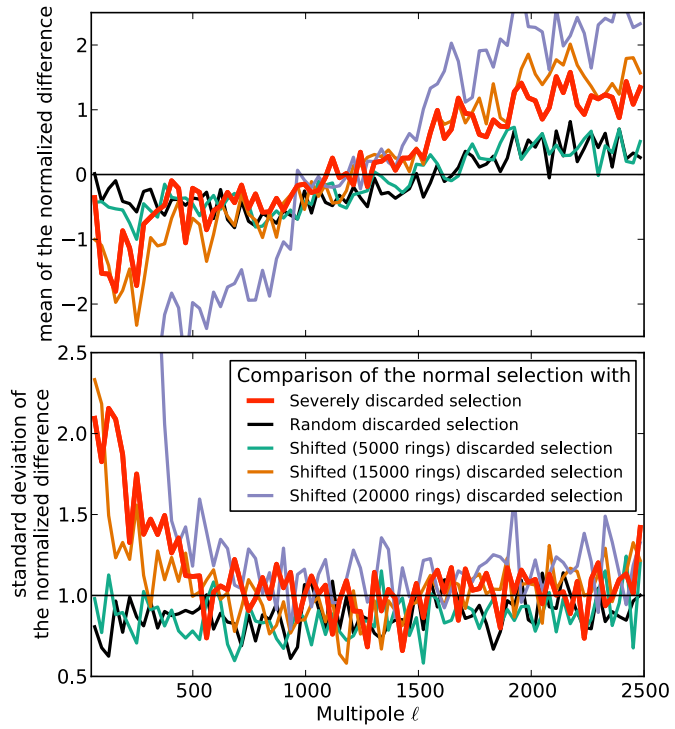 mean of the normalized difference
2
1
0
−1
−2
standard deviation of
the normalized difference
2.5
2.0
1.5
1.0
0.5
Comparison of the normal selection with
Severely discarded selection
Random discarded selection
Shifted (5000 rings) discarded selection
Shifted (15000 rings) discarded selection
Shifted (20000 rings) discarded selection
500 1000 1500 2000 2500
Multipole ℓ